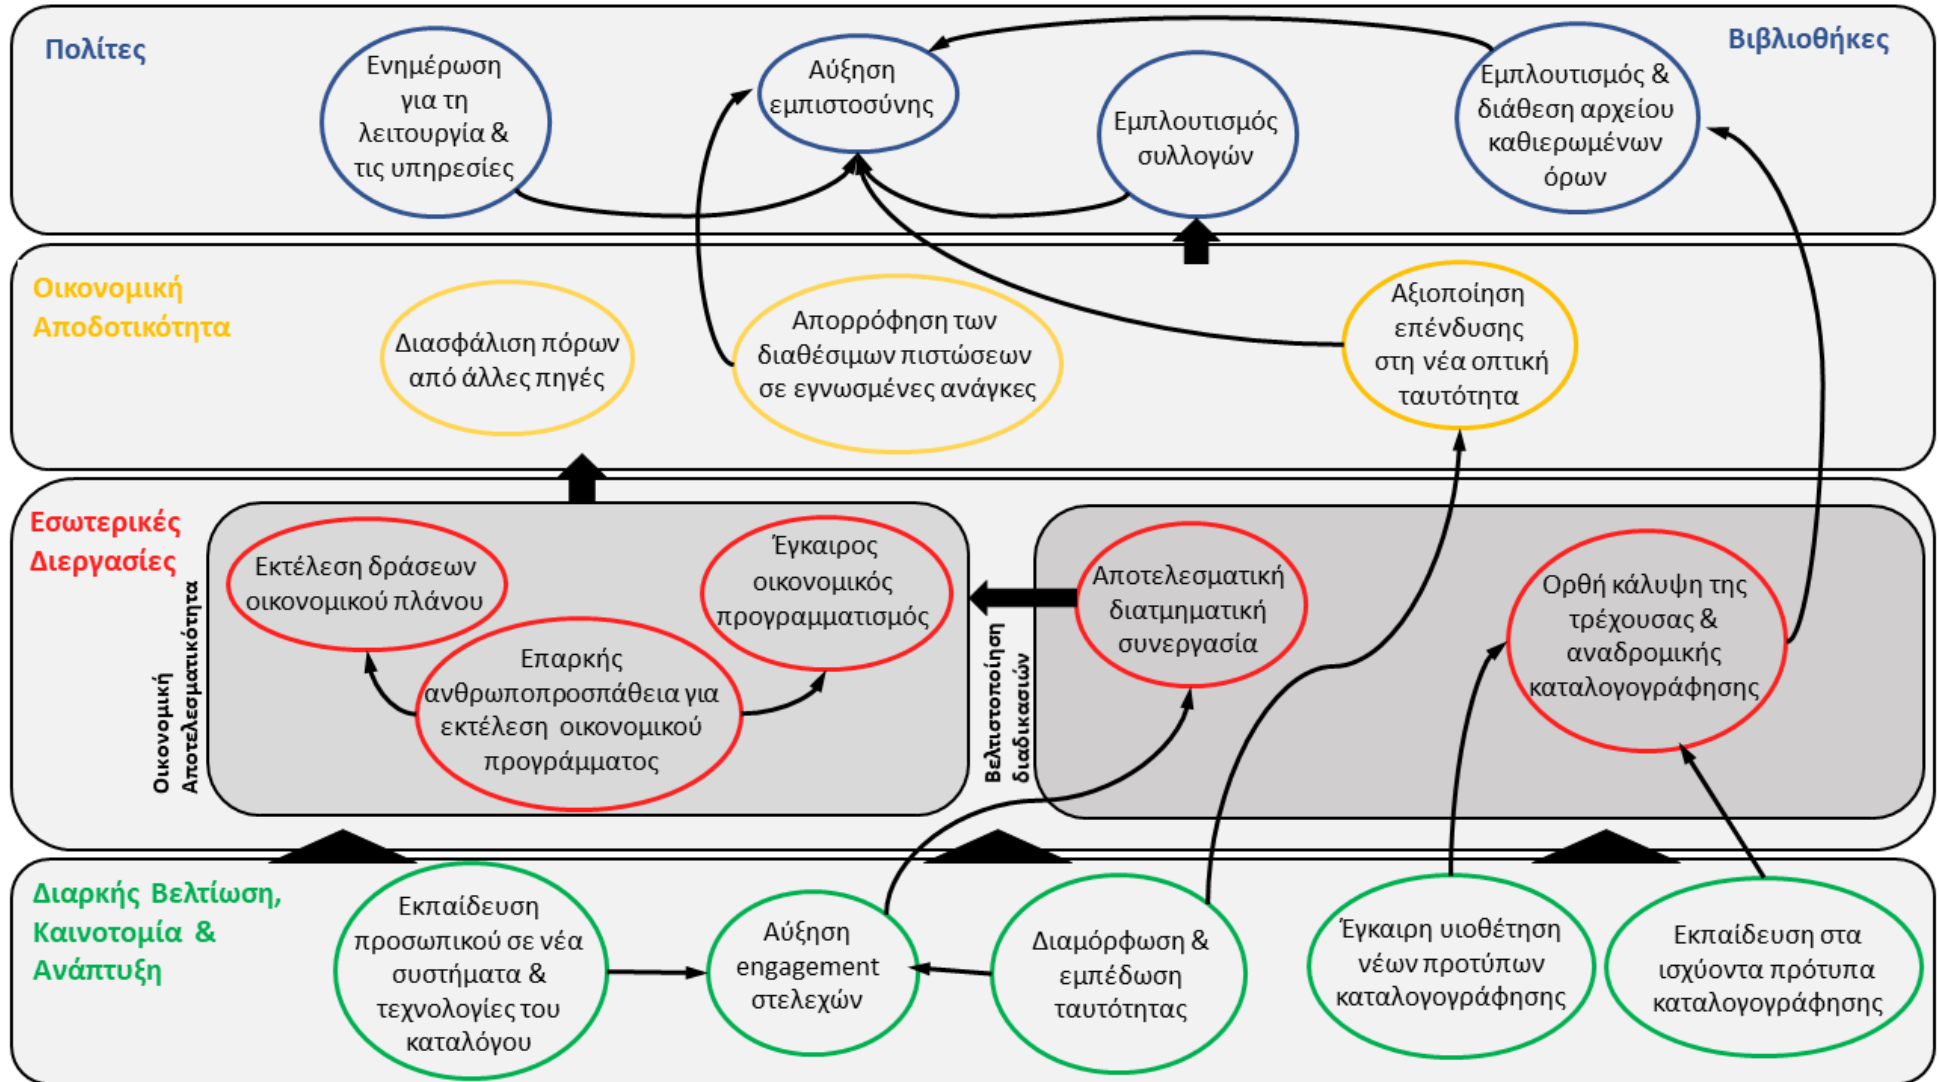 Πολίτες
Βιβλιοθήκες
Ενημέρωση
για τη
λειτουργία &
τις υπηρεσίες
Αύξηση
εμπιστοσύνης
Εμπλουτισμός
συλλογών
Εμπλουτισμός &
διάθεση αρχείου
καθιερωμένων
όρων
Οικονομική
Αποδοτικότητα
Διασφάλιση πόρων
από άλλες πηγές
Απορρόφηση των
διαθέσιμων πιστώσεων
σε εγνωσμένες ανάγκες
Αξιοποίηση
επένδυσης
στη νέα οπτική
ταυτότητα
Εσωτερικές
Διεργασίες
Οικονομική
Αποτελεσματικότητα
Εκτέλεση δράσεων
οικονομικού πλάνου
Επαρκής
ανθρωποπροσπάθεια για
εκτέλεση οικονομικού
προγράμματος
Έγκαιρος
οικονομικός
προγραμματισμός
Βελτιστοποίηση
διαδικασιών
Αποτελεσματική
διατμηματική
συνεργασία
Ορθή κάλυψη της
τρέχουσας &
αναδρομικής
καταλογογράφησης
Διαρκής Βελτίωση,
Καινοτομία &
Ανάπτυξη
Εκπαίδευση
προσωπικού σε νέα
συστήματα &
τεχνολογίες του
καταλόγου
Αύξηση
engagement
στελεχών
Διαμόρφωση &
εμπέδωση
ταυτότητας
Έγκαιρη υιοθέτηση
νέων προτύπων
καταλογογράφησης
Εκπαίδευση στα
ισχύοντα πρότυπα
καταλογογράφησης